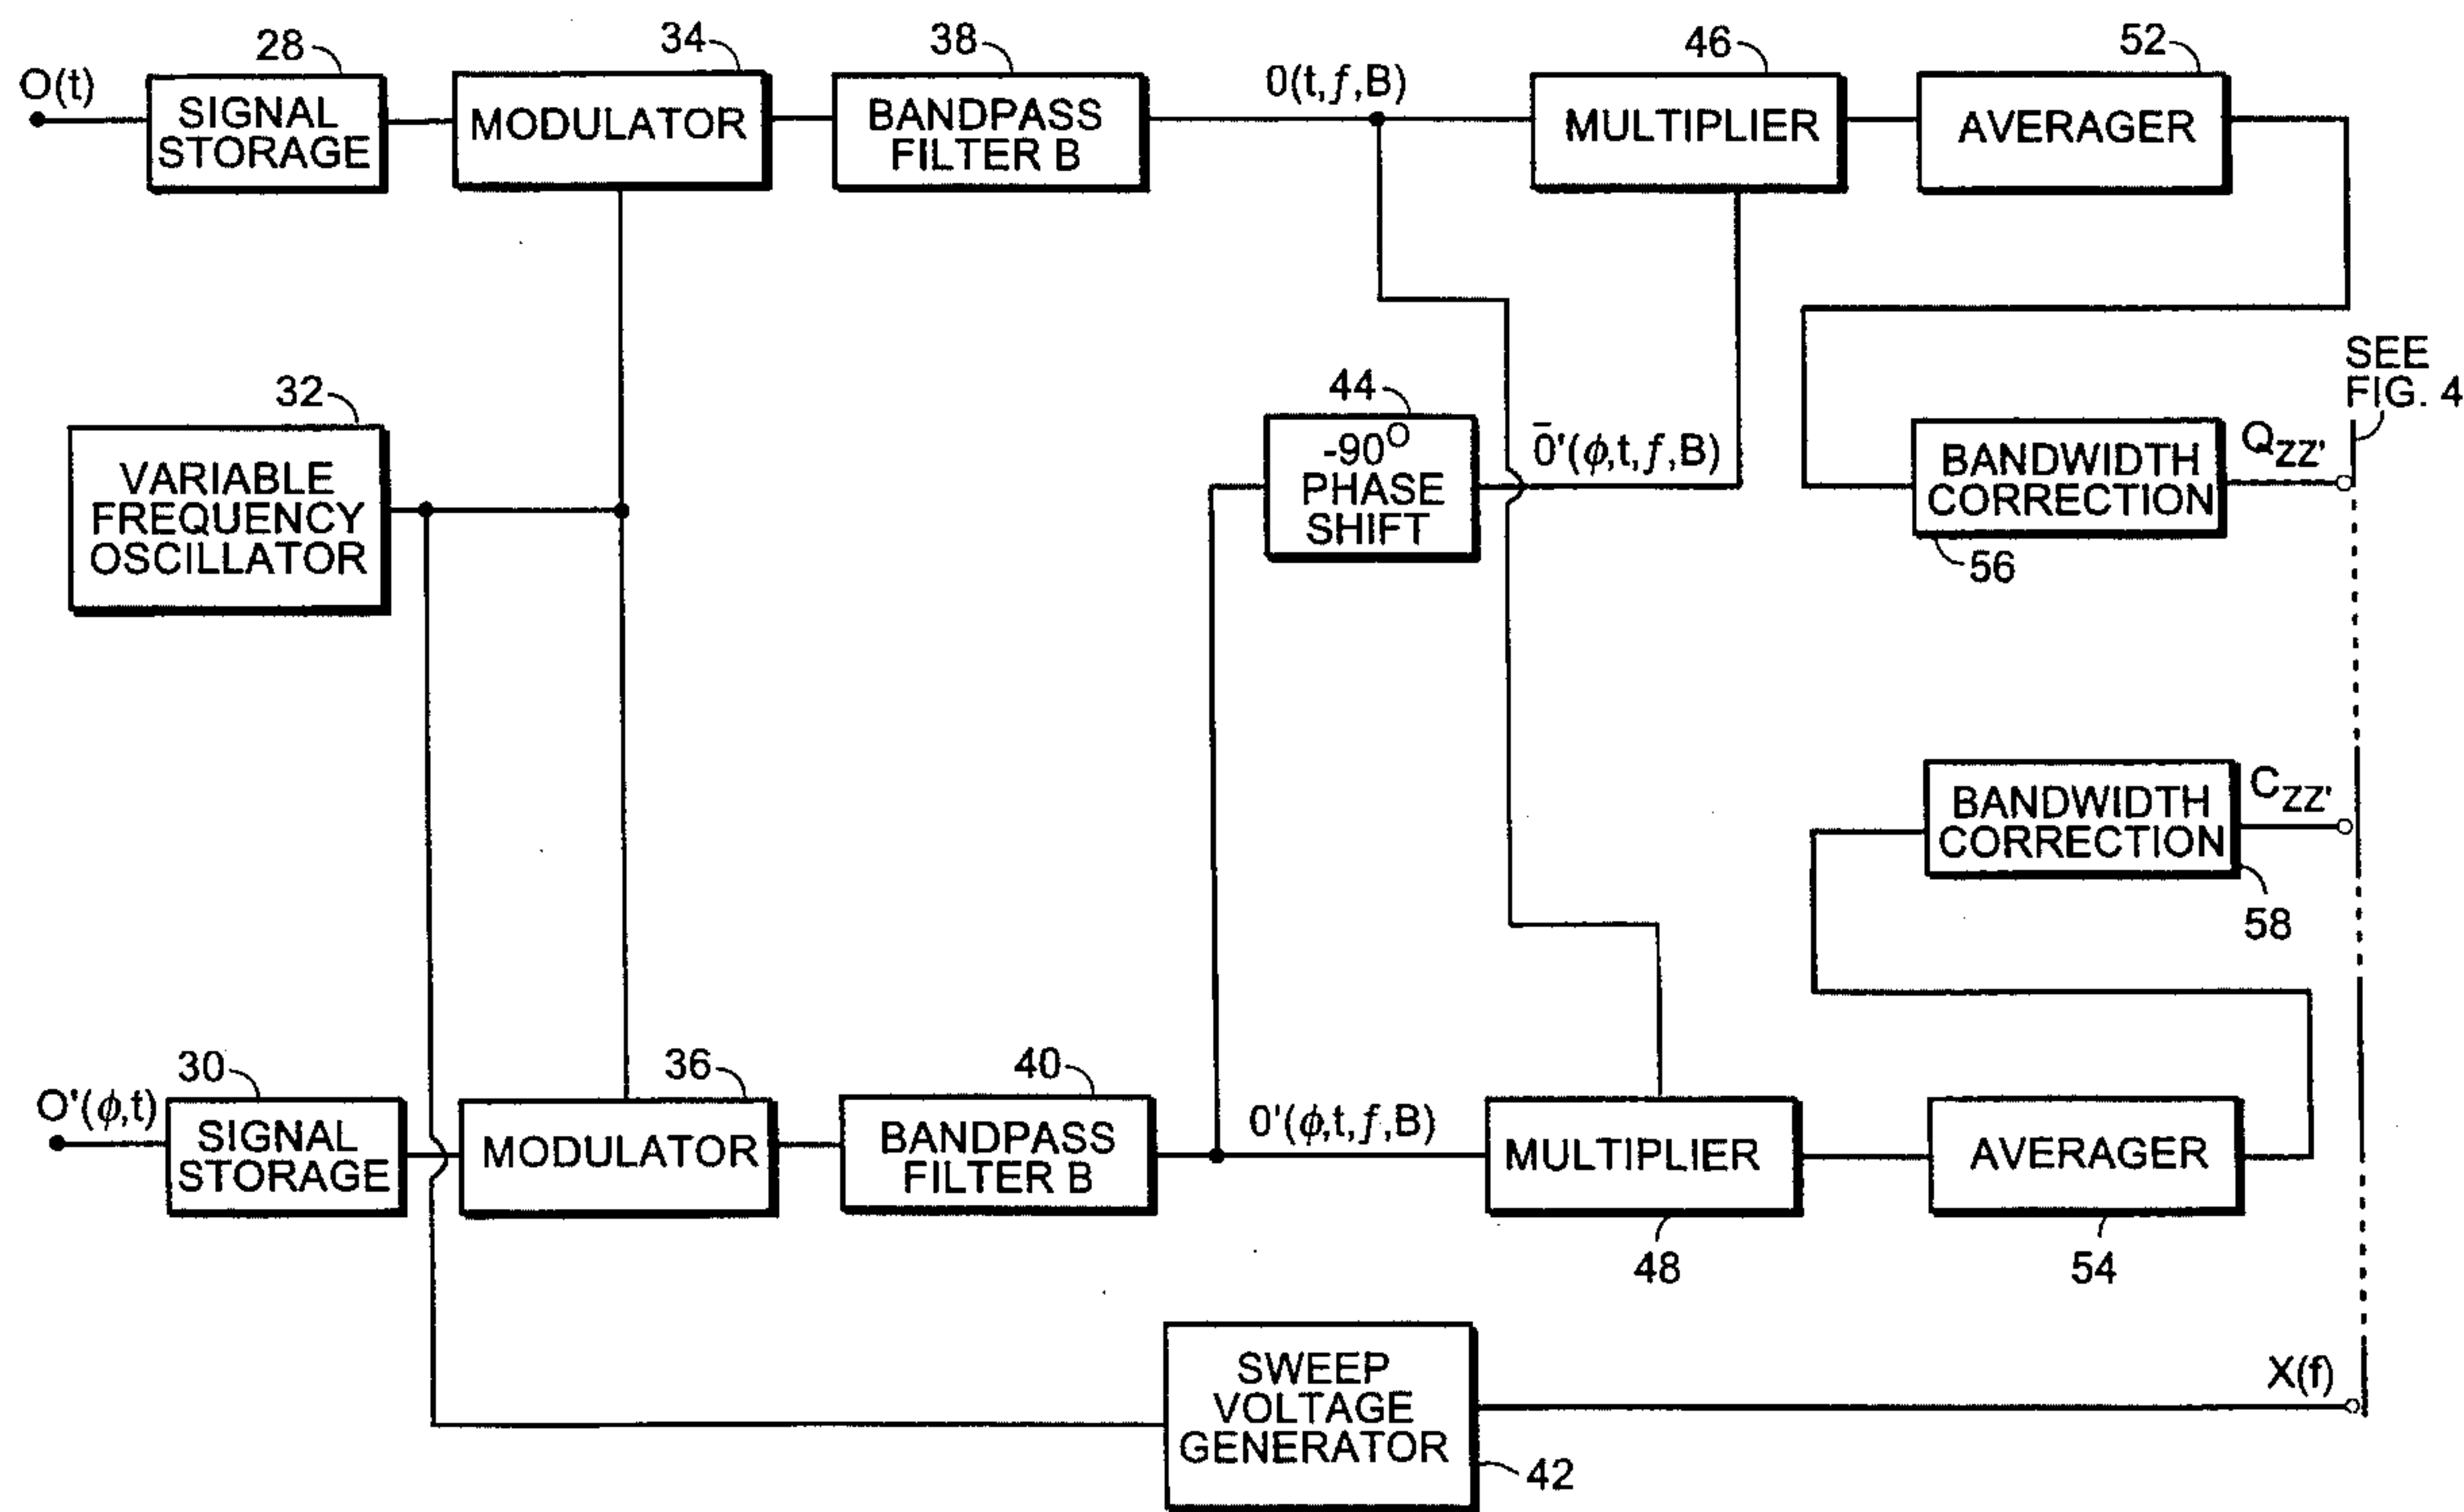 28
34
38
46
52
O(t)
SIGNAL
STORAGE
MODULATOR
BANDPASS
FILTER B
0(t,f,B)
MULTIPLIER
AVERAGER
SEE
FIG. 4
32
VARIABLE
FREQUENCY
OSCILLATOR
44
-90°
PHASE
SHIFT
0̄'(ϕ,t,f,B)
BANDWIDTH
CORRECTION
56
QZZ'
BANDWIDTH
CORRECTION
58
CZZ'
30
36
40
O'(ϕ,t)
SIGNAL
STORAGE
MODULATOR
BANDPASS
FILTER B
0'(ϕ,t,f,B)
MULTIPLIER
48
AVERAGER
54
SWEEP
VOLTAGE
GENERATOR
42
X(f)